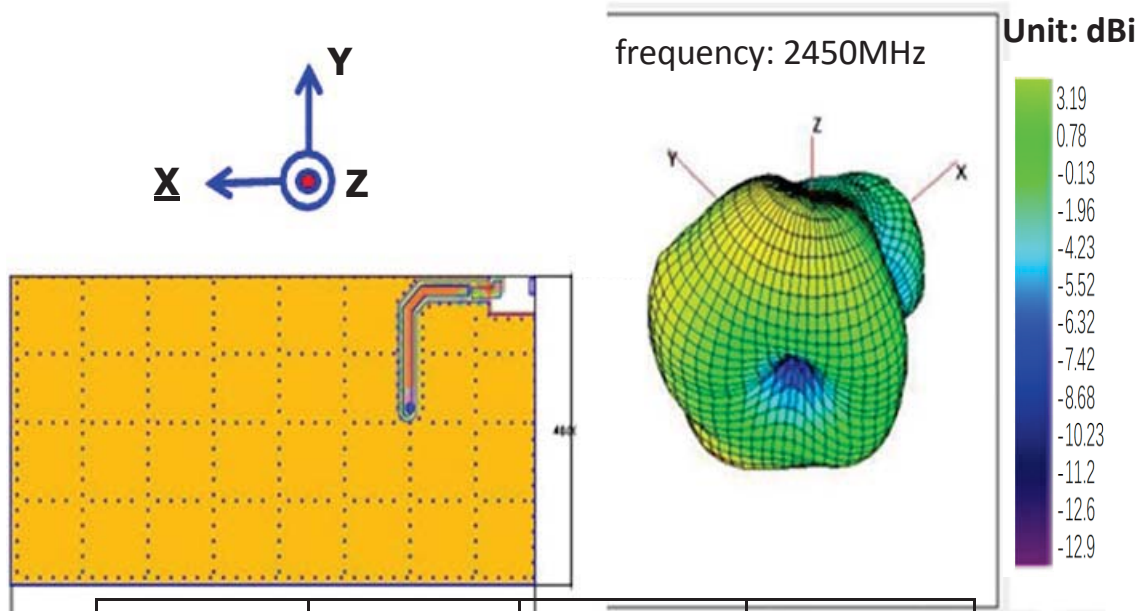 Unit: dBi
frequency: 2450MHz
Y
X
Z
Z
Y
X
3.19
0.78
-0.13
-1.96
-4.23
-5.52
-6.32
-7.42
-8.68
-10.23
-11.2
-12.6
-12.9